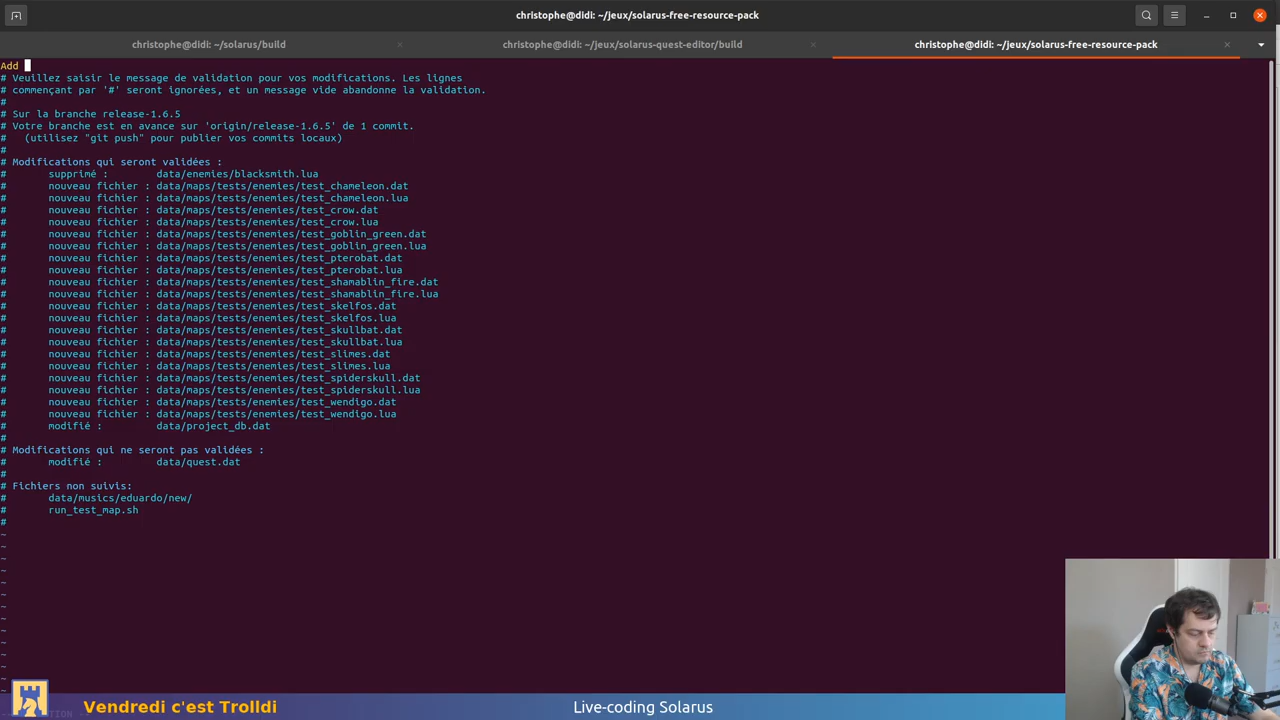 christophe@didi: ~/jeux/solarus-free-resource-pack
christophe@didi: ~/solarus/build
christophe@didi: ~/jeux/solarus-quest-editor/build
christophe@didi: ~/jeux/solarus-free-resource-pack
Add
# Veuillez saisir le message de validation pour vos modifications. Les lignes
# commençant par '#' seront ignorées, et un message vide abandonne la validation.
#
# Sur la branche release-1.6.5
# Votre branche est en avance sur 'origin/release-1.6.5' de 1 commit.
#   (utilisez "git push" pour publier vos commits locaux)
#
# Modifications qui seront validées :
#       supprimé :         data/enemies/blacksmith.lua
#       nouveau fichier : data/maps/tests/enemies/test_chameleon.dat
#       nouveau fichier : data/maps/tests/enemies/test_chameleon.lua
#       nouveau fichier : data/maps/tests/enemies/test_crow.dat
#       nouveau fichier : data/maps/tests/enemies/test_crow.lua
#       nouveau fichier : data/maps/tests/enemies/test_goblin_green.dat
#       nouveau fichier : data/maps/tests/enemies/test_goblin_green.lua
#       nouveau fichier : data/maps/tests/enemies/test_pterobat.dat
#       nouveau fichier : data/maps/tests/enemies/test_pterobat.lua
#       nouveau fichier : data/maps/tests/enemies/test_shamablin_fire.dat
#       nouveau fichier : data/maps/tests/enemies/test_shamablin_fire.lua
#       nouveau fichier : data/maps/tests/enemies/test_skelfos.dat
#       nouveau fichier : data/maps/tests/enemies/test_skelfos.lua
#       nouveau fichier : data/maps/tests/enemies/test_skullbat.dat
#       nouveau fichier : data/maps/tests/enemies/test_skullbat.lua
#       nouveau fichier : data/maps/tests/enemies/test_slimes.dat
#       nouveau fichier : data/maps/tests/enemies/test_slimes.lua
#       nouveau fichier : data/maps/tests/enemies/test_spiderskull.dat
#       nouveau fichier : data/maps/tests/enemies/test_spiderskull.lua
#       nouveau fichier : data/maps/tests/enemies/test_wendigo.dat
#       nouveau fichier : data/maps/tests/enemies/test_wendigo.lua
#       modifié :         data/project_db.dat
#
# Modifications qui ne seront pas validées :
#       modifié :         data/quest.dat
#
# Fichiers non suivis:
#       data/musics/eduardo/new/
#       run_test_map.sh
#
~
~
~
~
~
~
~
~
~
~
~
~
~
~
Vendredi c'est Trolldi
Live-coding Solarus